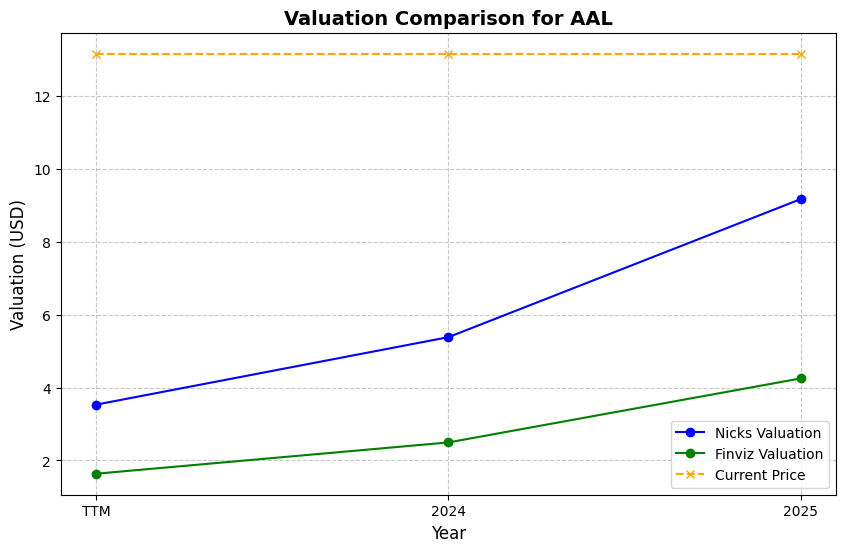 Valuation Comparison for AAL
Valuation (USD)
12
10
8
6
4
2
TTM
2024
2025
Year
Nicks Valuation
Finviz Valuation
Current Price